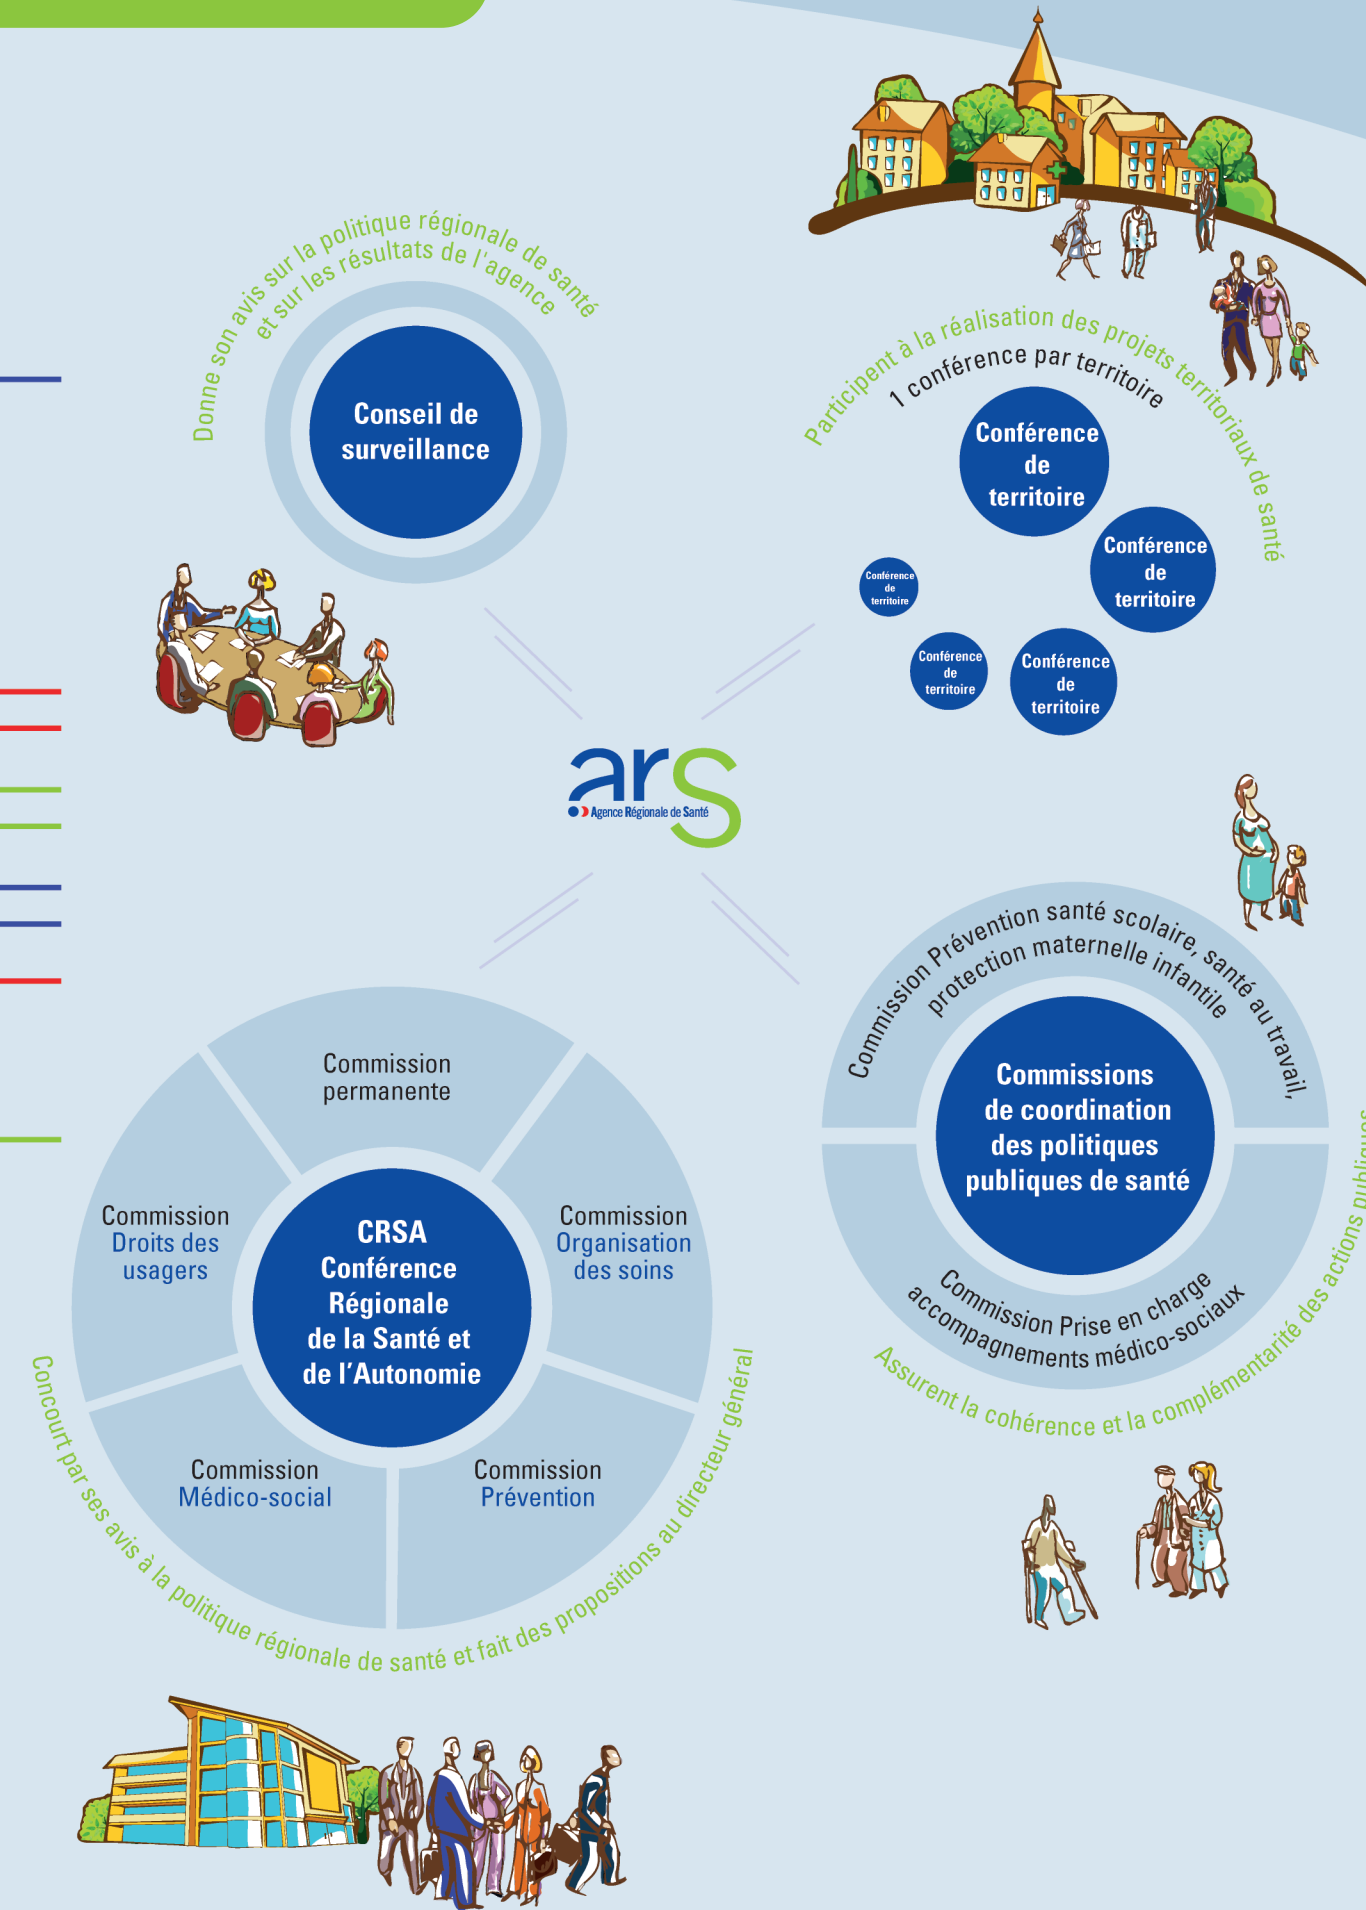 Donne son avis sur la politique régionale de santé
et sur les résultats de l'agence
Conseil de
surveillance
Participent à la réalisation des projets territoriaux de santé
1 conférence par territoire
Conférence
de
territoire
Conférence
de
territoire
Conférence
de
territoire
Conférence
de
territoire
Conférence
de
territoire
ars
Agence Régionale de Santé
Commission Prévention santé scolaire, santé au travail,
protection maternelle infantile
Commissions
de coordination
des politiques
publiques de santé
Commission Prise en charge
accompagnements médico-sociaux
Assurent la cohérence et la complémentarité des actions publiques
Commission
permanente
Commission
Droits des
usagers
Commission
Organisation
des soins
CRSA
Conférence
Régionale
de la Santé et
de l'Autonomie
Commission
Médico-social
Commission
Prévention
Concourt par ses avis à la politique régionale de santé et fait des propositions au directeur général